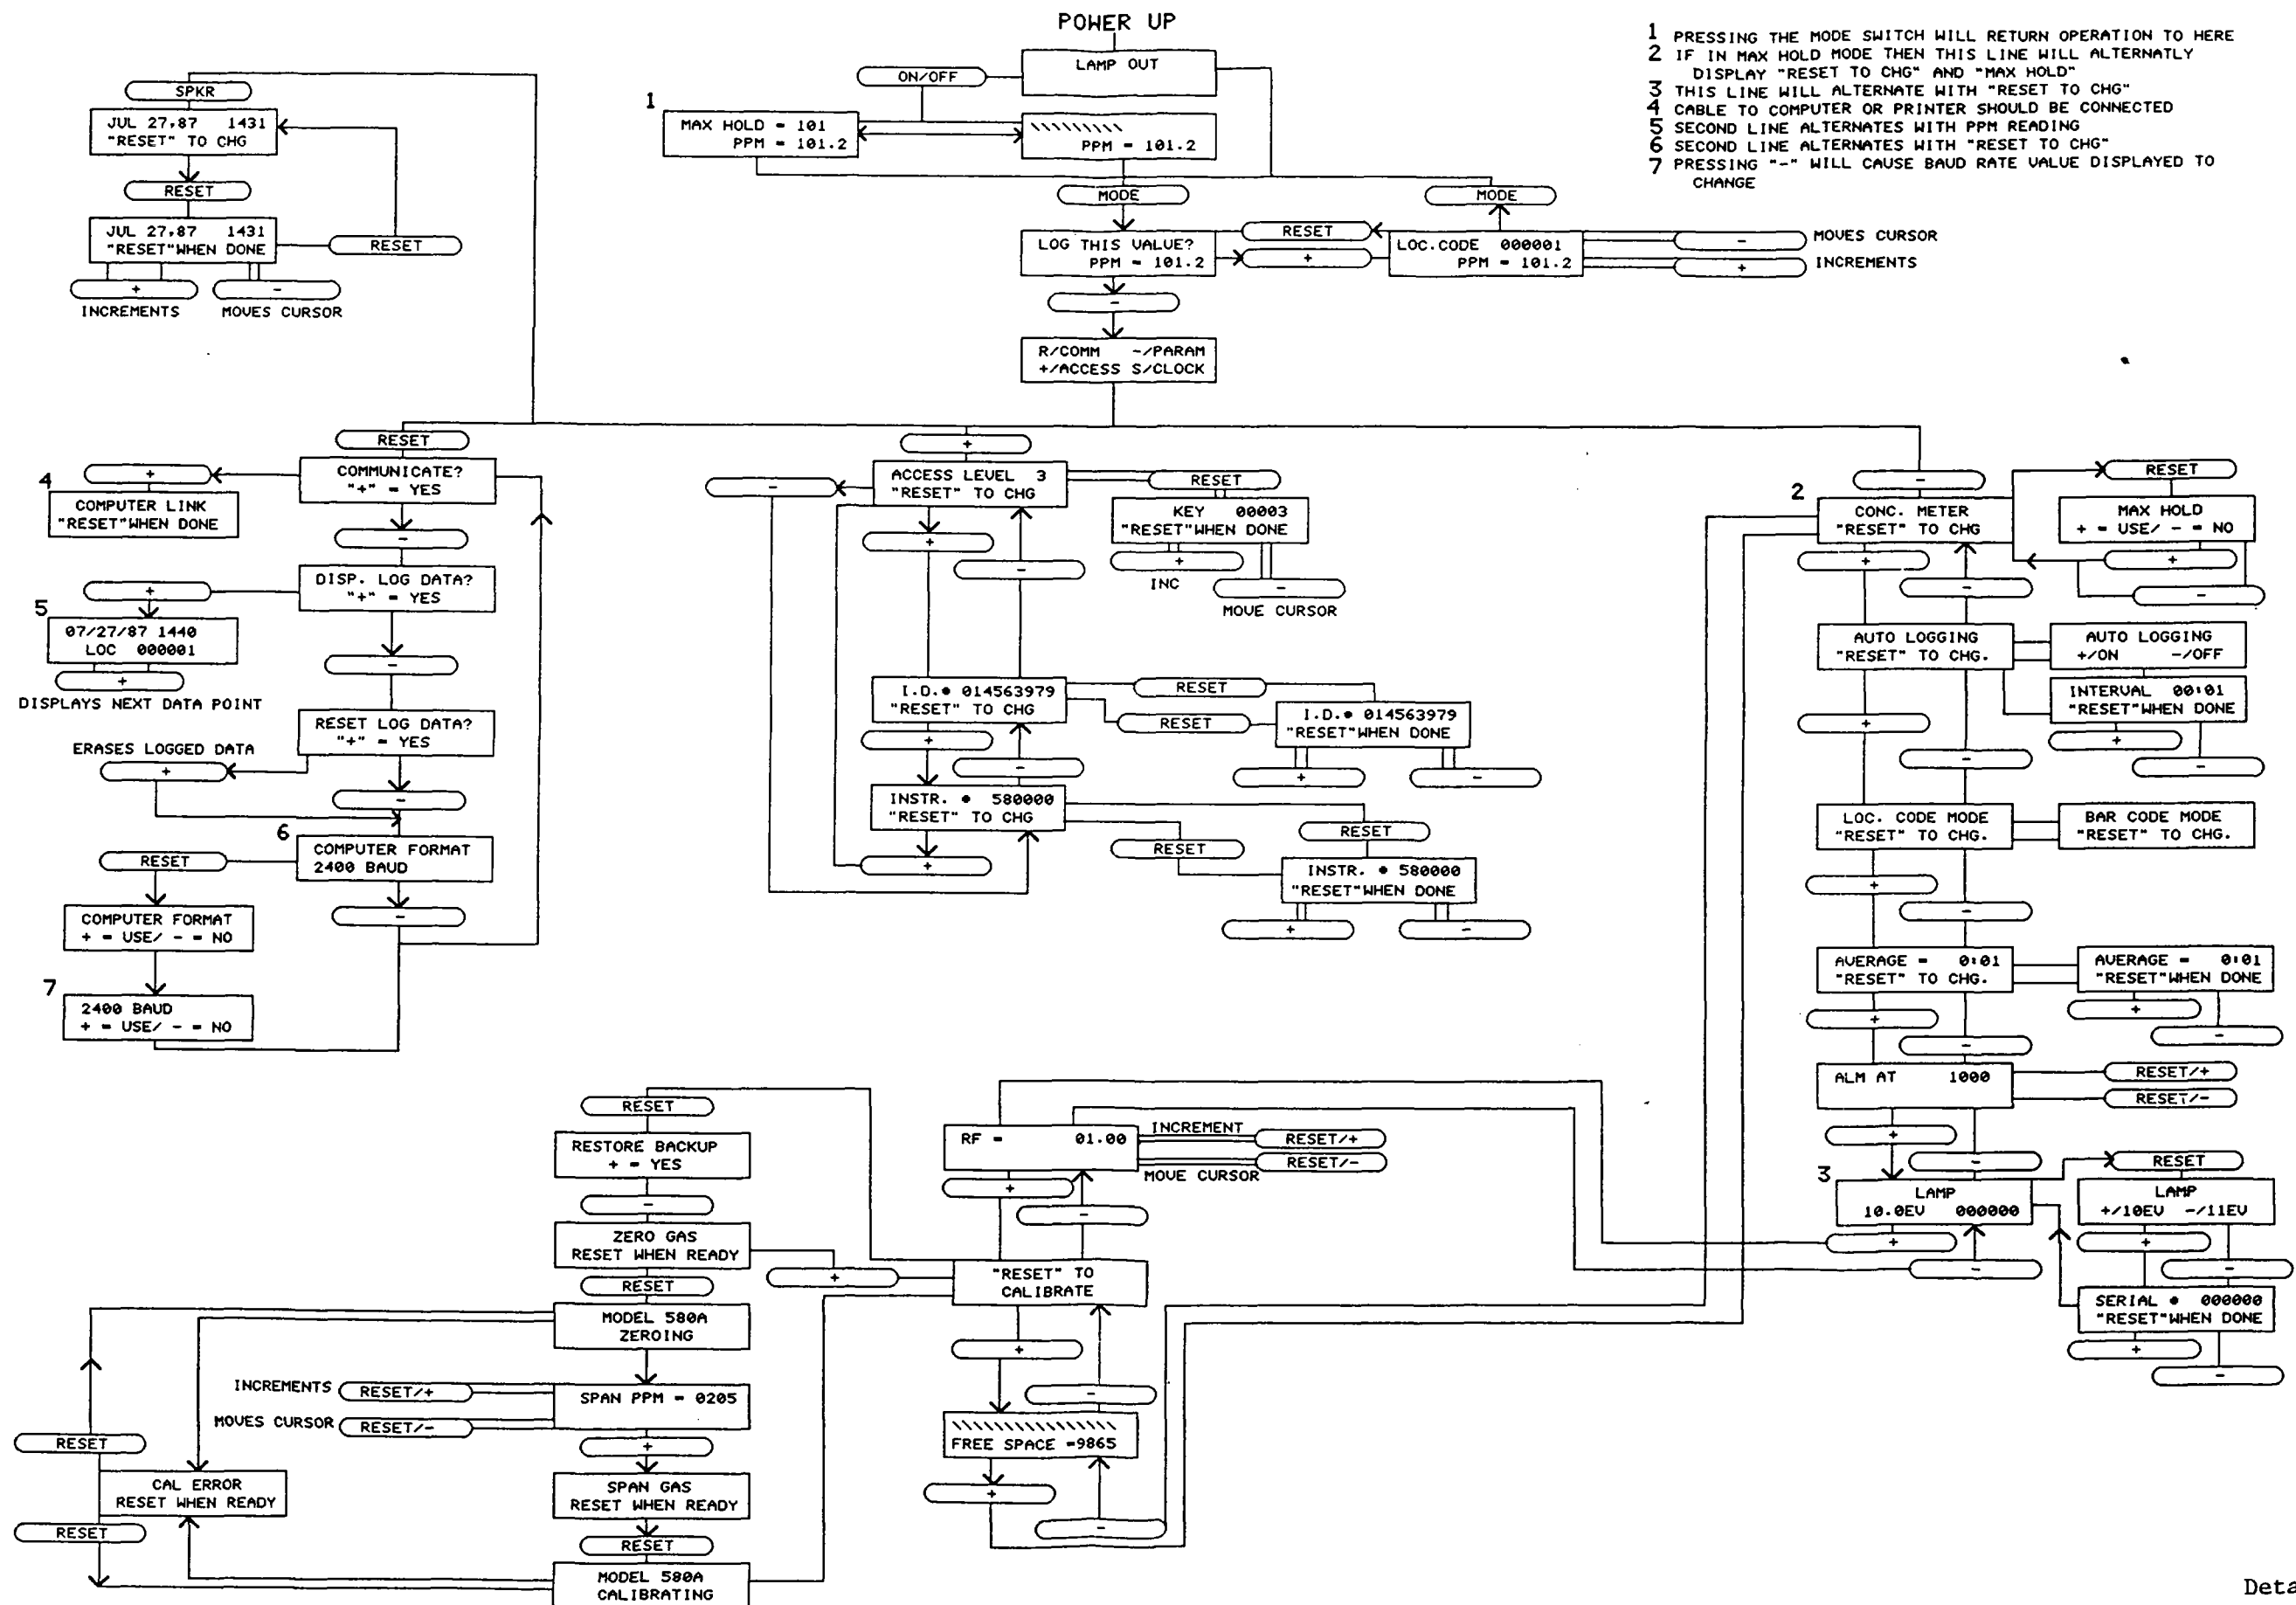 POWER UP
LAMP OUT
ON/OFF
1
MAX HOLD = 101
PPM = 101.2
\\\\\\\\\
PPM = 101.2
MODE
MODE
LOG THIS VALUE?
PPM = 101.2
RESET
+
LOC.CODE 000001
PPM = 101.2
-
MOVES CURSOR
+
INCREMENTS
-
R/COMM -/PARAM
+/ACCESS S/CLOCK
1 PRESSING THE MODE SWITCH WILL RETURN OPERATION TO HERE
2 IF IN MAX HOLD MODE THEN THIS LINE WILL ALTERNATLY
DISPLAY "RESET TO CHG" AND "MAX HOLD"
3 THIS LINE WILL ALTERNATE WITH "RESET TO CHG"
4 CABLE TO COMPUTER OR PRINTER SHOULD BE CONNECTED
5 SECOND LINE ALTERNATES WITH PPM READING
6 SECOND LINE ALTERNATES WITH "RESET TO CHG"
7 PRESSING "-" WILL CAUSE BAUD RATE VALUE DISPLAYED TO
CHANGE
SPKR
JUL 27,87 1431
"RESET" TO CHG
RESET
JUL 27,87 1431
"RESET"WHEN DONE
RESET
+
-
INCREMENTS
MOVES CURSOR
RESET
COMMUNICATE?
"+" = YES
+
4
COMPUTER LINK
"RESET"WHEN DONE
-
DISP. LOG DATA?
"+" = YES
+
5
07/27/87 1440
LOC 000001
+
DISPLAYS NEXT DATA POINT
-
RESET LOG DATA?
"+" = YES
ERASES LOGGED DATA
+
-
6
COMPUTER FORMAT
2400 BAUD
RESET
-
COMPUTER FORMAT
+ = USE/ - = NO
7
2400 BAUD
+ = USE/ - = NO
+
ACCESS LEVEL 3
"RESET" TO CHG
-
RESET
KEY 00003
"RESET"WHEN DONE
+
INC
-
MOVE CURSOR
+
-
I.D.# 014563979
"RESET" TO CHG
RESET
RESET
I.D.# 014563979
"RESET"WHEN DONE
+
-
+
-
INSTR. # 580000
"RESET" TO CHG
RESET
RESET
INSTR. # 580000
"RESET"WHEN DONE
+
-
+
-
2
CONC. METER
"RESET" TO CHG
RESET
MAX HOLD
+ = USE/ - = NO
+
-
+
-
AUTO LOGGING
"RESET" TO CHG.
AUTO LOGGING
+/ON -/OFF
INTERVAL 00:01
"RESET"WHEN DONE
+
-
+
-
LOC. CODE MODE
"RESET" TO CHG.
BAR CODE MODE
"RESET" TO CHG.
+
-
AVERAGE = 0:01
"RESET" TO CHG.
AVERAGE = 0:01
"RESET"WHEN DONE
+
-
+
-
ALM AT 1000
RESET/+
RESET/-
+
-
3
LAMP
10.0EV 000000
RESET
LAMP
+/10EV -/11EV
+
-
+
-
SERIAL # 000000
"RESET"WHEN DONE
+
-
RF = 01.00
INCREMENT
RESET/+
RESET/-
MOVE CURSOR
+
-
"RESET" TO
CALIBRATE
+
-
\\\\\\\\\\\\\\\\
FREE SPACE =9865
+
-
RESET
RESTORE BACKUP
+ = YES
-
ZERO GAS
RESET WHEN READY
+
RESET
MODEL 580A
ZEROING
INCREMENTS
RESET/+
MOVES CURSOR
RESET/-
SPAN PPM = 0205
+
SPAN GAS
RESET WHEN READY
RESET
MODEL 580A
CALIBRATING
RESET
CAL ERROR
RESET WHEN READY
RESET
Deta